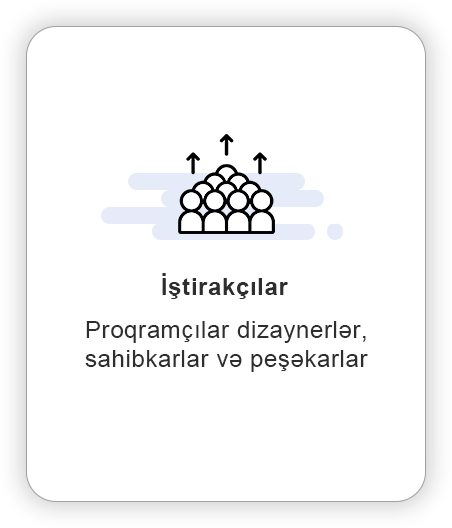 İştirakçılar
Proqramçılar dizaynerlər,
sahibkarlar və peşəkarlar